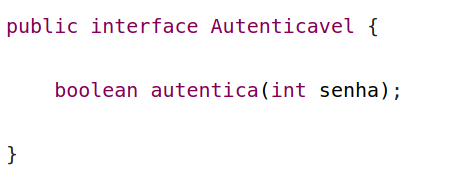 public interface Autenticavel {
    boolean autentica(int senha);
}